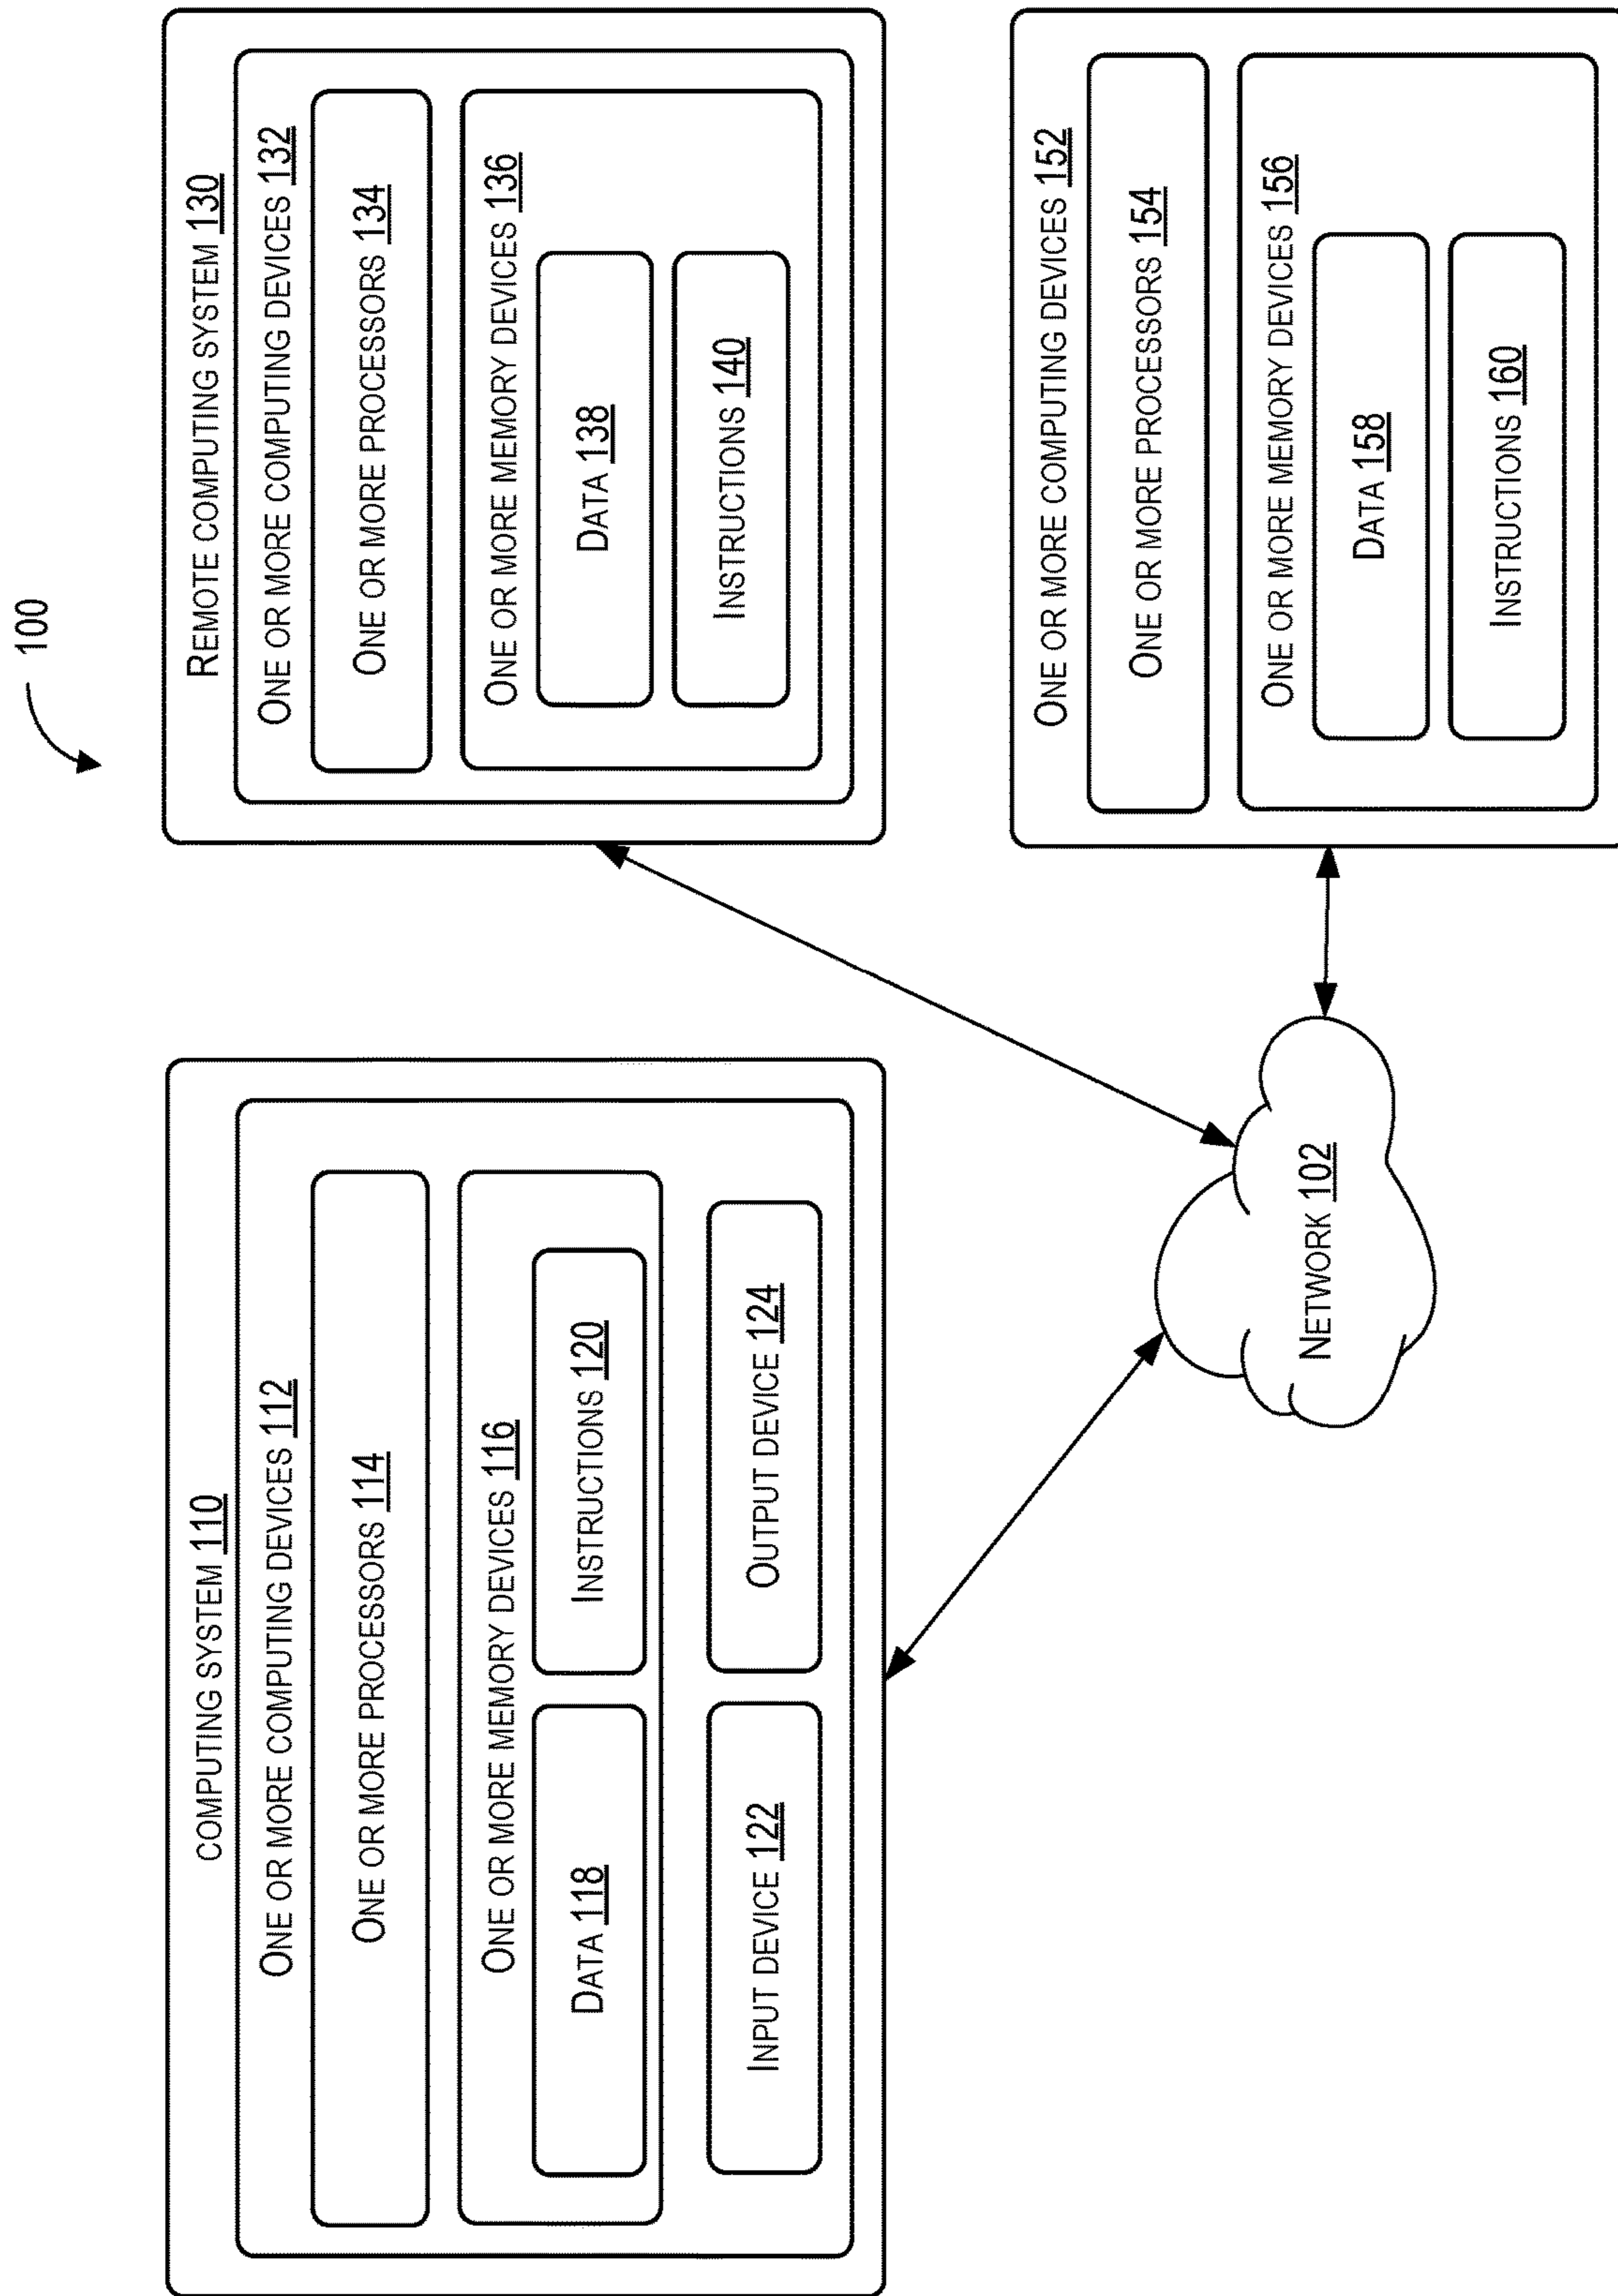 100
COMPUTING SYSTEM 110
ONE OR MORE COMPUTING DEVICES 112
ONE OR MORE PROCESSORS 114
ONE OR MORE MEMORY DEVICES 116
DATA 118
INSTRUCTIONS 120
INPUT DEVICE 122
OUTPUT DEVICE 124
REMOTE COMPUTING SYSTEM 130
ONE OR MORE COMPUTING DEVICES 132
ONE OR MORE PROCESSORS 134
ONE OR MORE MEMORY DEVICES 136
DATA 138
INSTRUCTIONS 140
NETWORK 102
ONE OR MORE COMPUTING DEVICES 152
ONE OR MORE PROCESSORS 154
ONE OR MORE MEMORY DEVICES 156
DATA 158
INSTRUCTIONS 160